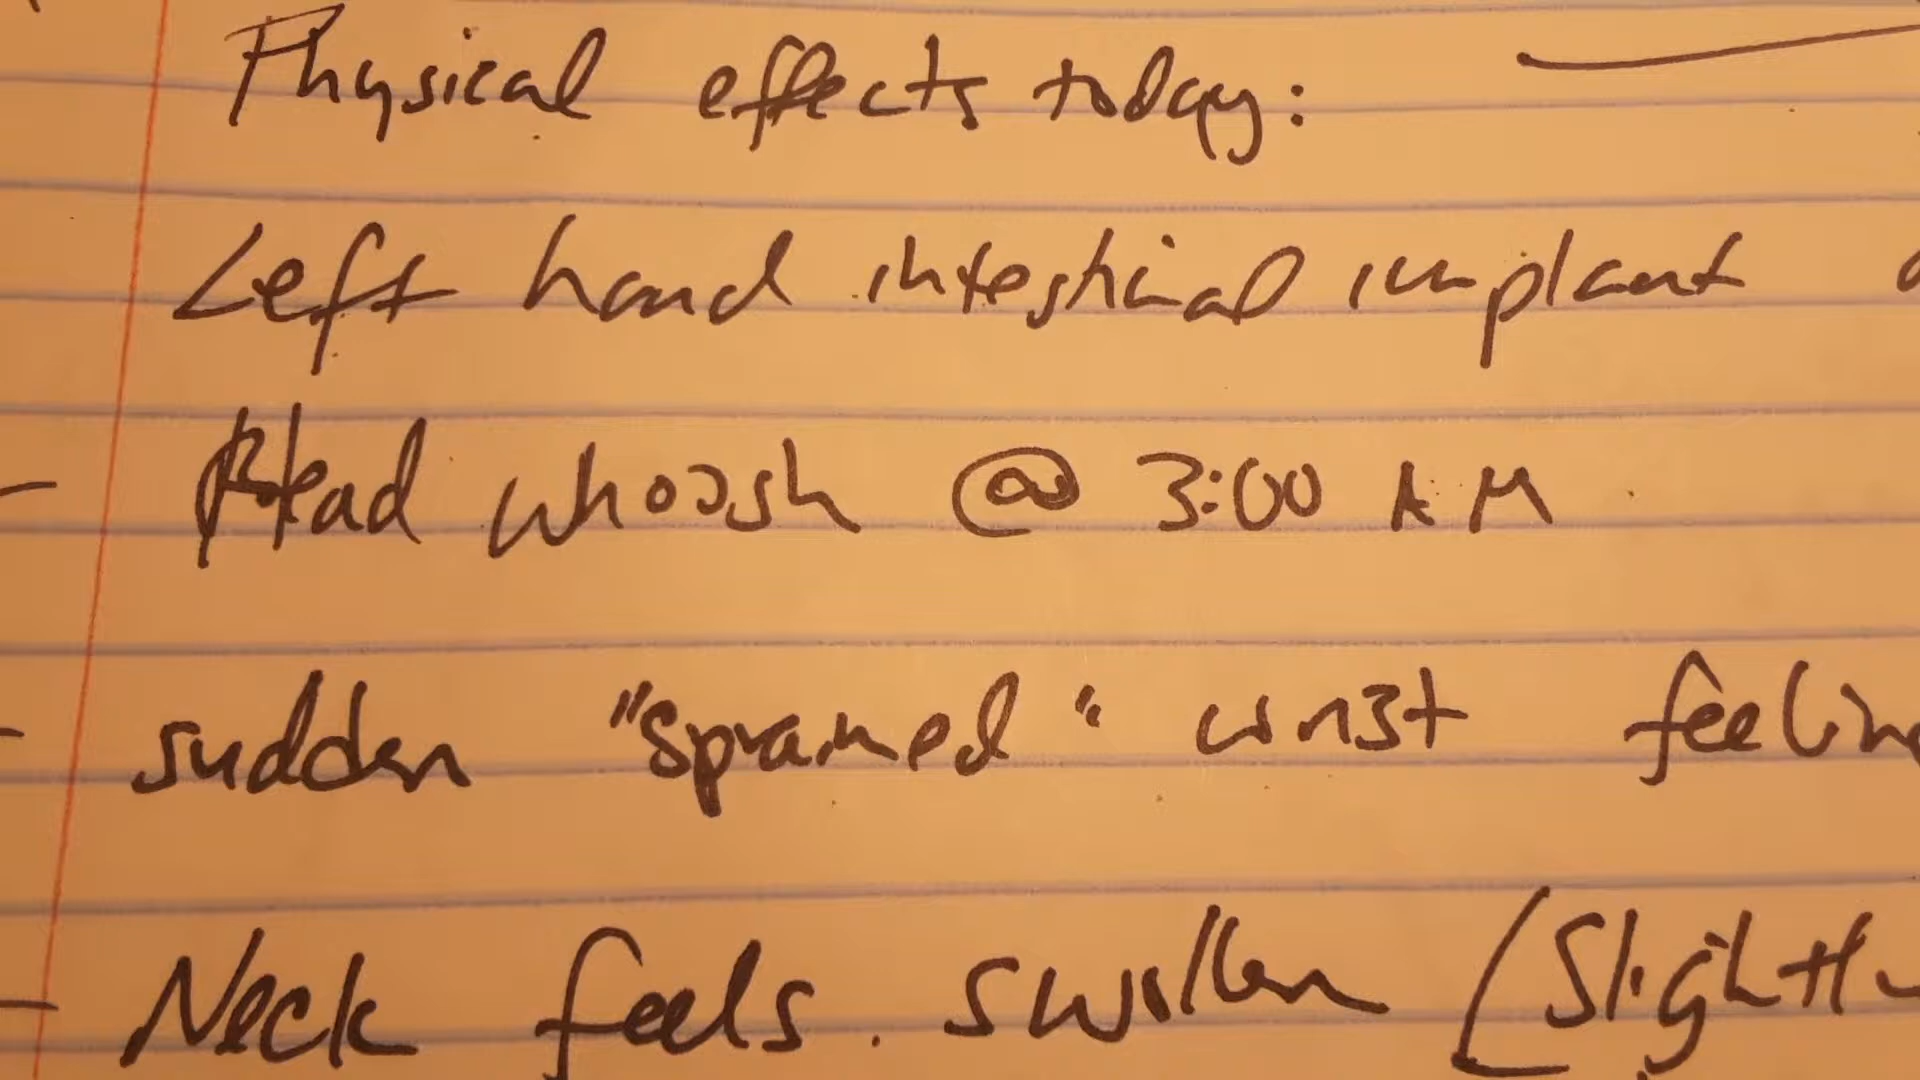 Physical effects today:
Left hand intestinal implant
- Head whoosh @ 3:00 AM
- sudden "sprained" wrist feeling
- Neck feels swollen (slightly